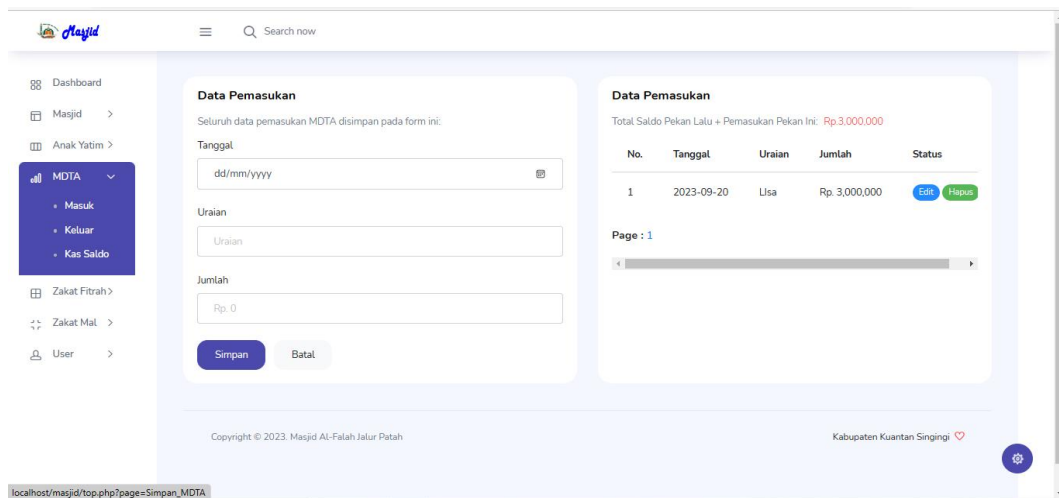 Masjid
Search now
Dashboard
Masjid
Anak Yatim
MDTA
Masuk
Keluar
Kas Saldo
Zakat Fitrah
Zakat Mal
User
Data Pemasukan
Seluruh data pemasukan MDTA disimpan pada form ini:
Tanggal
dd/mm/yyyy
Uraian
Uraian
Jumlah
Rp. 0
Simpan Batal
Data Pemasukan
Total Saldo Pekan Lalu + Pemasukan Pekan Ini: Rp.3,000,000
No. Tanggal Uraian Jumlah Status
1 2023-09-20 LIsa Rp. 3,000,000 Edit Hapus
Page : 1
Copyright © 2023. Masjid Al-Falah Jalur Patah
Kabupaten Kuantan Singingi
localhost/masjid/top.php?page=Simpan_MDTA